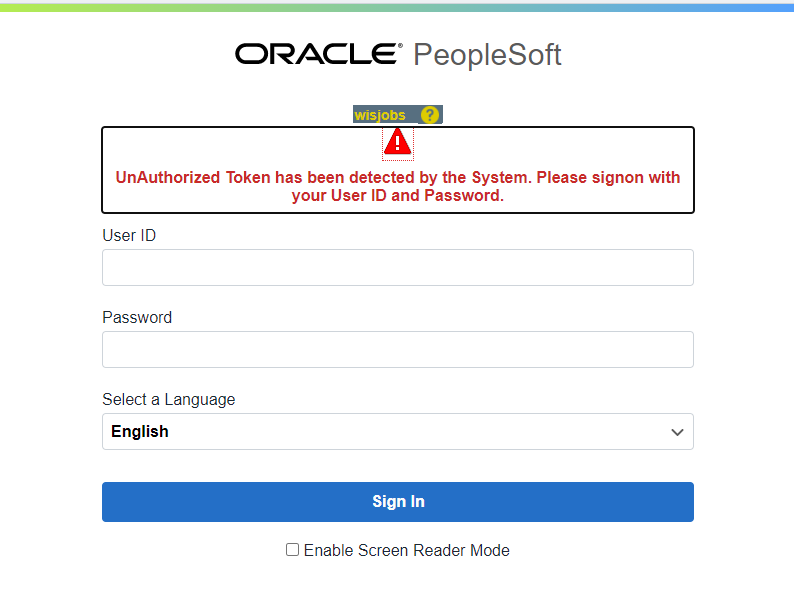 ORACLE® PeopleSoft
wisjobs ?
UnAuthorized Token has been detected by the System. Please signon with
your User ID and Password.
User ID
Password
Select a Language
English
Sign In
Enable Screen Reader Mode